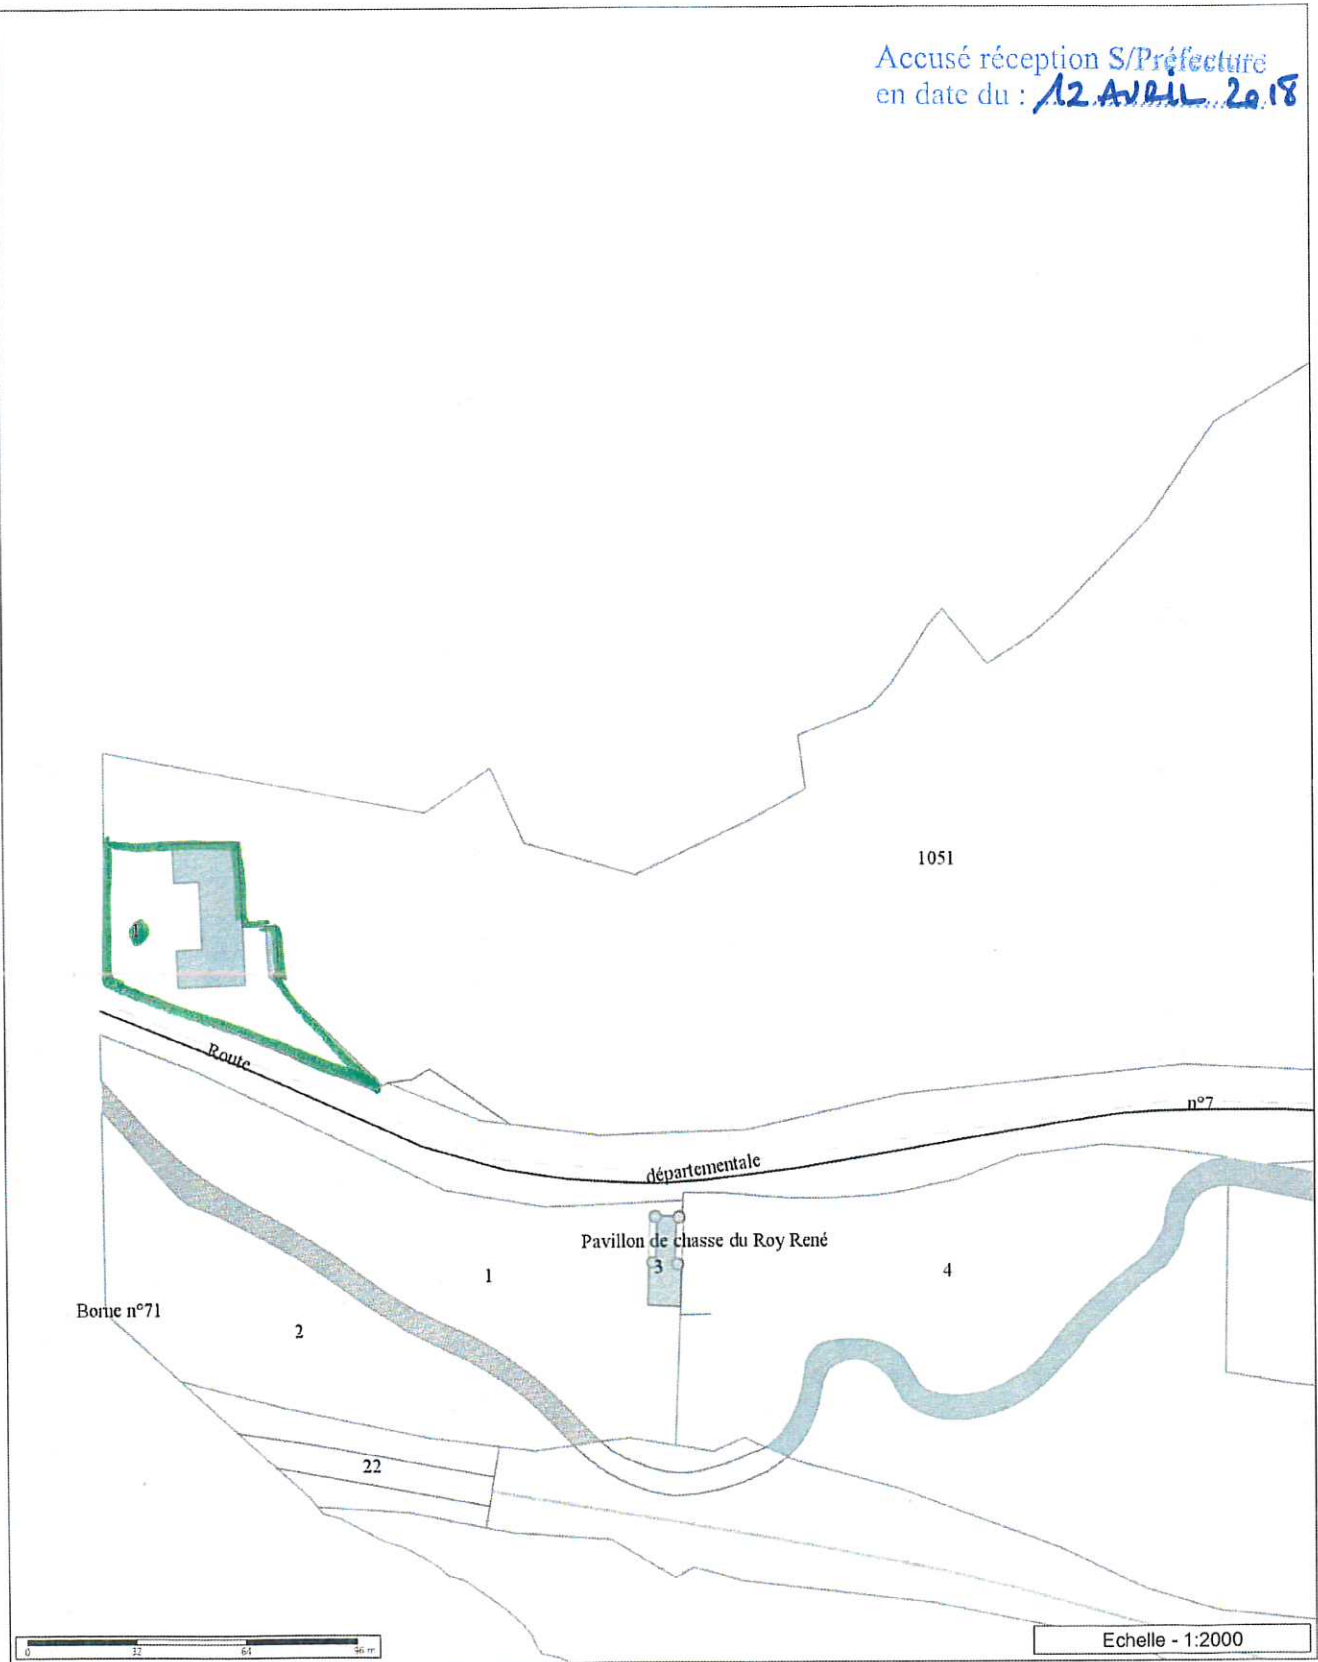 Accusé réception S/Préfecture
en date du : 12 AVRIL 2018
1051
1
Route
n°7
départementale
Pavillon de chasse du Roy René
3
1
4
Borne n°71
2
22
0 32 64 96 m
Echelle - 1:2000